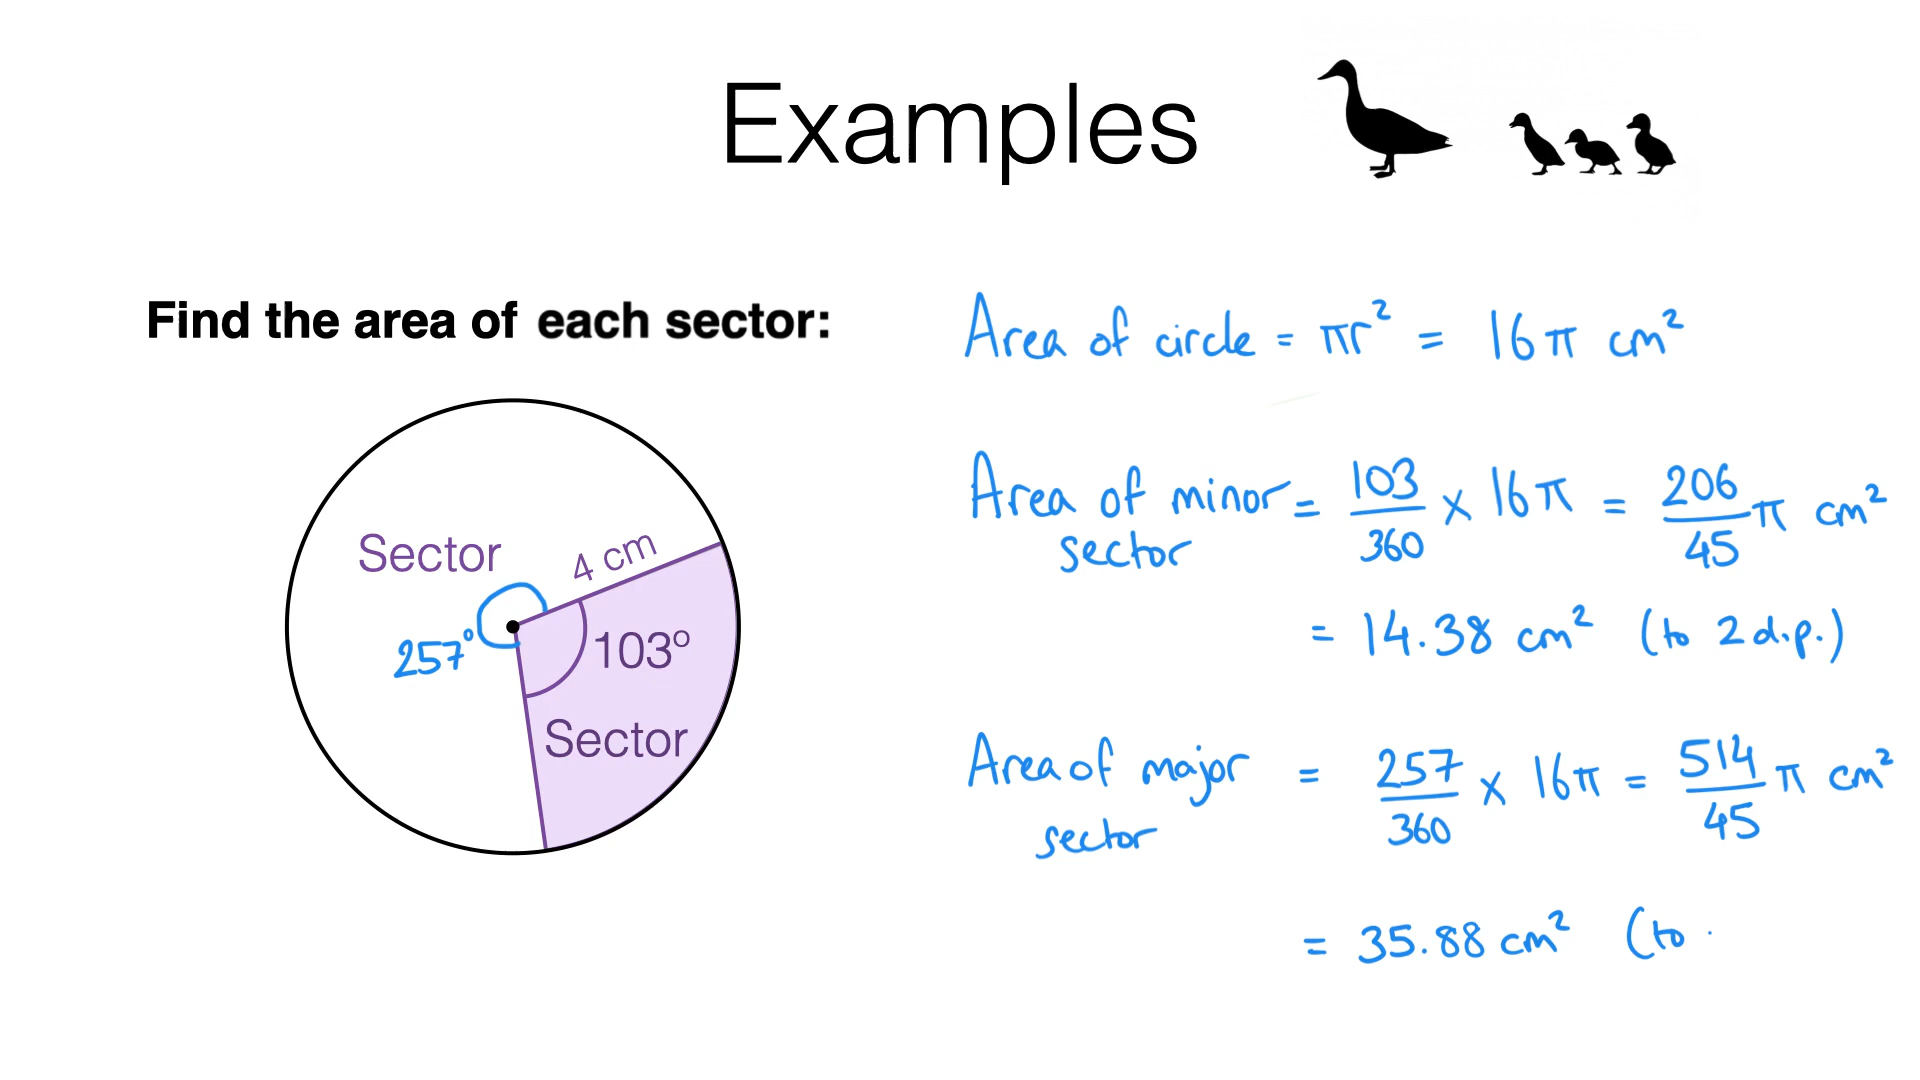 Examples
Find the area of each sector:
Sector
4 cm
257°
103º
Sector
Area of circle = πr² = 16π cm²
Area of minor sector = 103/360 × 16π = 206/45 π cm²
= 14.38 cm² (to 2 d.p.)
Area of major sector = 257/360 × 16π = 514/45 π cm²
= 35.88 cm² (to